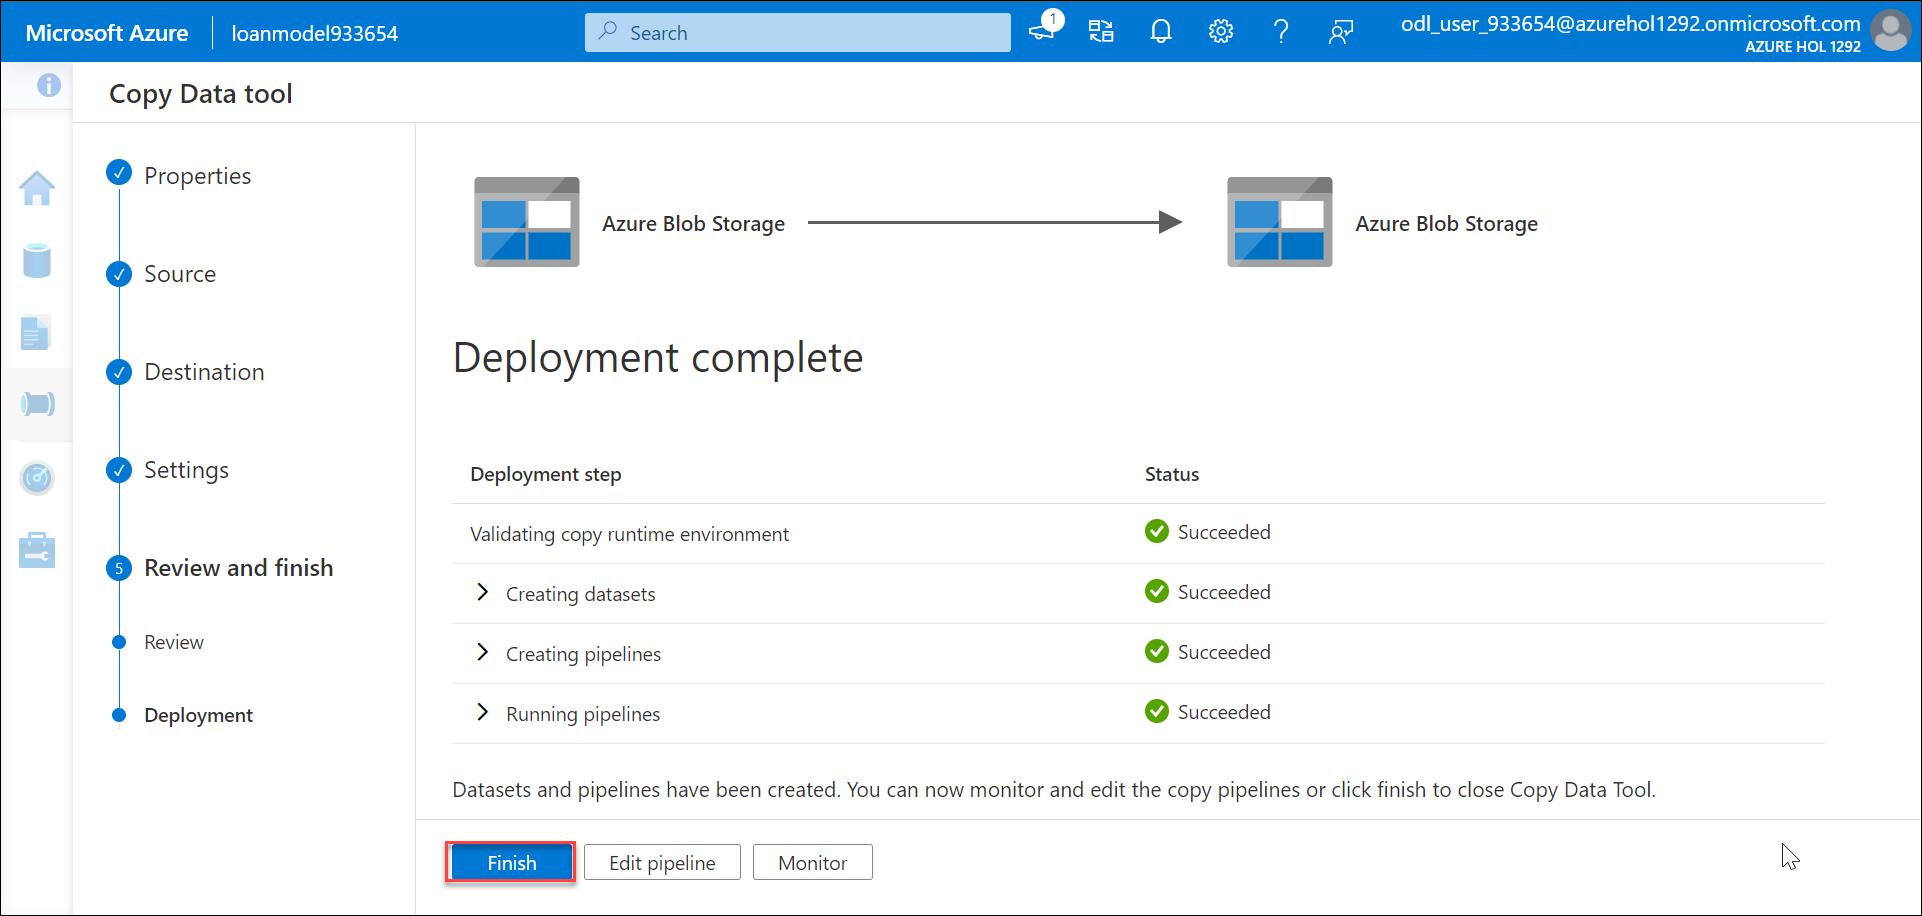 Microsoft Azure
loanmodel933654
Search
1
odl_user_933654@azurehol1292.onmicrosoft.com
AZURE HOL 1292
Copy Data tool
Properties
Source
Destination
Settings
5 Review and finish
Review
Deployment
Azure Blob Storage
Azure Blob Storage
Deployment complete
Deployment step Status
Validating copy runtime environment Succeeded
Creating datasets Succeeded
Creating pipelines Succeeded
Running pipelines Succeeded
Datasets and pipelines have been created. You can now monitor and edit the copy pipelines or click finish to close Copy Data Tool.
Finish Edit pipeline Monitor